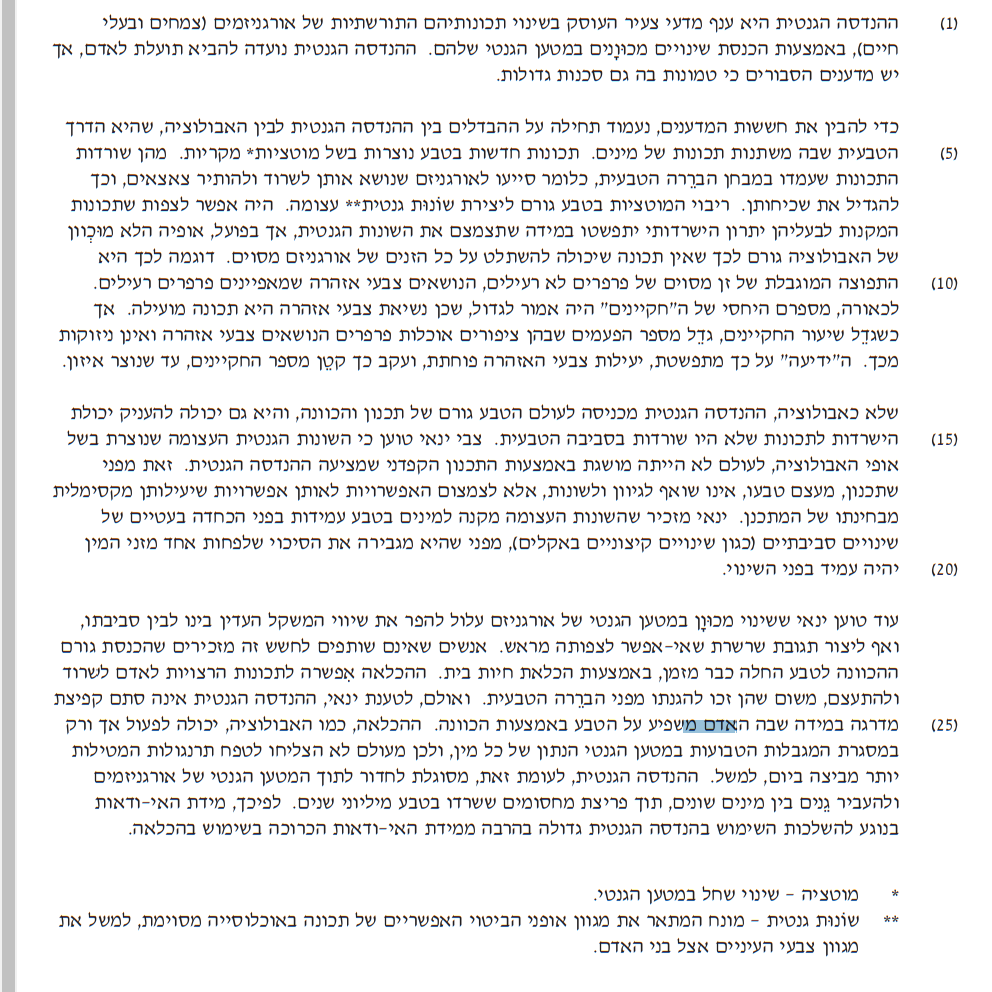 (1) ההנדסה הגנטית היא ענף מדעי צעיר העוסק בשינוי תכונותיהם התורשתיות של אורגניזמים (צמחים ובעלי
חיים), באמצעות הכנסת שינויים מכוּוָנים במטען הגנטי שלהם. ההנדסה הגנטית נועדה להביא תועלת לאדם, אך
יש מדענים הסבורים כי טמונות בה גם סכנות גדולות.
כדי להבין את חששות המדענים, נעמוד תחילה על ההבדלים בין ההנדסה הגנטית לבין האבולוציה, שהיא הדרך
(5) הטבעית שבה משתנות תכונות של מינים. תכונות חדשות בטבע נוצרות בשל מוטציות* מקריות. מהן שורדות
התכונות שעמדו במבחן הברֵרה הטבעית, כלומר סייעו לאורגניזם שנושא אותן לשרוד ולהותיר צאצאים, וכך
להגדיל את שכיחותן. ריבוי המוטציות בטבע גורם ליצירת שׁוֹנוּת גנטית** עצומה. היה אפשר לצפות שתכונות
המקנות לבעליהן יתרון הישרדותי יתפשטו במידה שתצמצם את השונות הגנטית, אך בפועל, אופיה הלא מוּכְוון
של האבולוציה גורם לכך שאין תכונה שיכולה להשתלט על כל הזנים של אורגניזם מסוים. דוגמה לכך היא
(10) התפוצה המוגבלת של זן מסוים של פרפרים לא רעילים, הנושאים צבעי אזהרה שמאפיינים פרפרים רעילים.
לכאורה, מספרם היחסי של ה"חקיינים" היה אמור לגדול, שכן נשיאת צבעי אזהרה היא תכונה מועילה. אך
כשגדֵל שיעור החקיינים, גדֵל מספר הפעמים שבהן ציפורים אוכלות פרפרים הנושאים צבעי אזהרה ואינן ניזוקות
מכך. ה"ידיעה" על כך מתפשטת, יעילות צבעי האזהרה פוחתת, ועקב כך קטֵן מספר החקיינים, עד שנוצר איזון.
שלא כאבולוציה, ההנדסה הגנטית מכניסה לעולם הטבע גורם של תכנון והכוונה, והיא גם יכולה להעניק יכולת
(15) הישרדות לתכונות שלא היו שורדות בסביבה הטבעית. צבי ינאי טוען כי השונות הגנטית העצומה שנוצרת בשל
אופי האבולוציה, לעולם לא הייתה מושגת באמצעות התכנון הקפדני שמציעה ההנדסה הגנטית. זאת מפני
שתכנון, מעצם טבעו, אינו שואף לגיוון ולשונות, אלא לצמצום האפשרויות לאותן אפשרויות שיעילותן מקסימלית
מבחינתו של המתכנן. ינאי מזכיר שהשונות העצומה מקנה למינים בטבע עמידות בפני הכחדה בעטיים של
שינויים סביבתיים (כגון שינויים קיצוניים באקלים), מפני שהיא מגבירה את הסיכוי שלפחות אחד מזני המין
(20) יהיה עמיד בפני השינוי.
עוד טוען ינאי ששינוי מכוּוָן במטען הגנטי של אורגניזם עלול להפר את שיווי המשקל העדין בינו לבין סביבתו,
ואף ליצור תגובת שרשרת שאי-אפשר לצפותה מראש. אנשים שאינם שותפים לחשש זה מזכירים שהכנסת גורם
ההכוונה לטבע החלה כבר מזמן, באמצעות הכלאת חיות בית. ההכלאה אִפשרה לתכונות הרצויות לאדם לשרוד
ולהתעצם, משום שהן זכו להגנתו מפני הברֵרה הטבעית. ואולם, לטענת ינאי, ההנדסה הגנטית אינה סתם קפיצת
(25) מדרגה במידה שבה האדם משפיע על הטבע באמצעות הכוונה. ההכלאה, כמו האבולוציה, יכולה לפעול אך ורק
במסגרת המגבלות הטבועות במטען הגנטי הנתון של כל מין, ולכן מעולם לא הצליחו לטפח תרנגולות המטילות
יותר מביצה ביום, למשל. ההנדסה הגנטית, לעומת זאת, מסוגלת לחדור לתוך המטען הגנטי של אורגניזמים
ולהעביר גֵנים בין מינים שונים, תוך פריצת מחסומים ששרדו בטבע מיליוני שנים. לפיכך, מידת האי-ודאות
בנוגע להשלכות השימוש בהנדסה הגנטית גדולה בהרבה ממידת האי-ודאות הכרוכה בשימוש בהכלאה.
* מוטציה - שינוי שחל במטען הגנטי.
** שׁוֹנוּת גנטית - מונח המתאר את מגוון אופני הביטוי האפשריים של תכונה באוכלוסייה מסוימת, למשל את
מגוון צבעי העיניים אצל בני האדם.